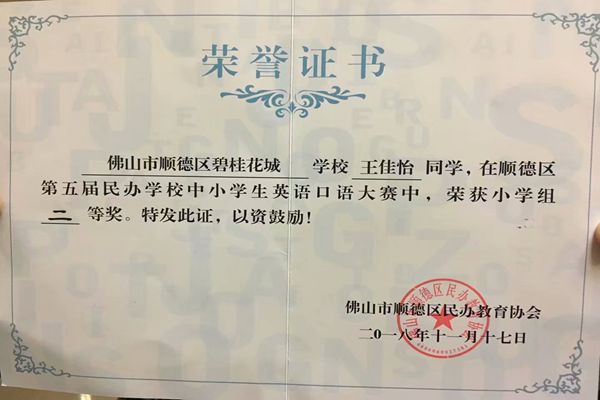 荣誉证书
佛山市顺德区碧桂花城 学校 王佳怡 同学，在顺德区
第五届民办学校中小学生英语口语大赛中，荣获小学组
二 等奖。特发此证，以资鼓励！
佛山市顺德区民办教育协会
二〇一八年十一月十七日